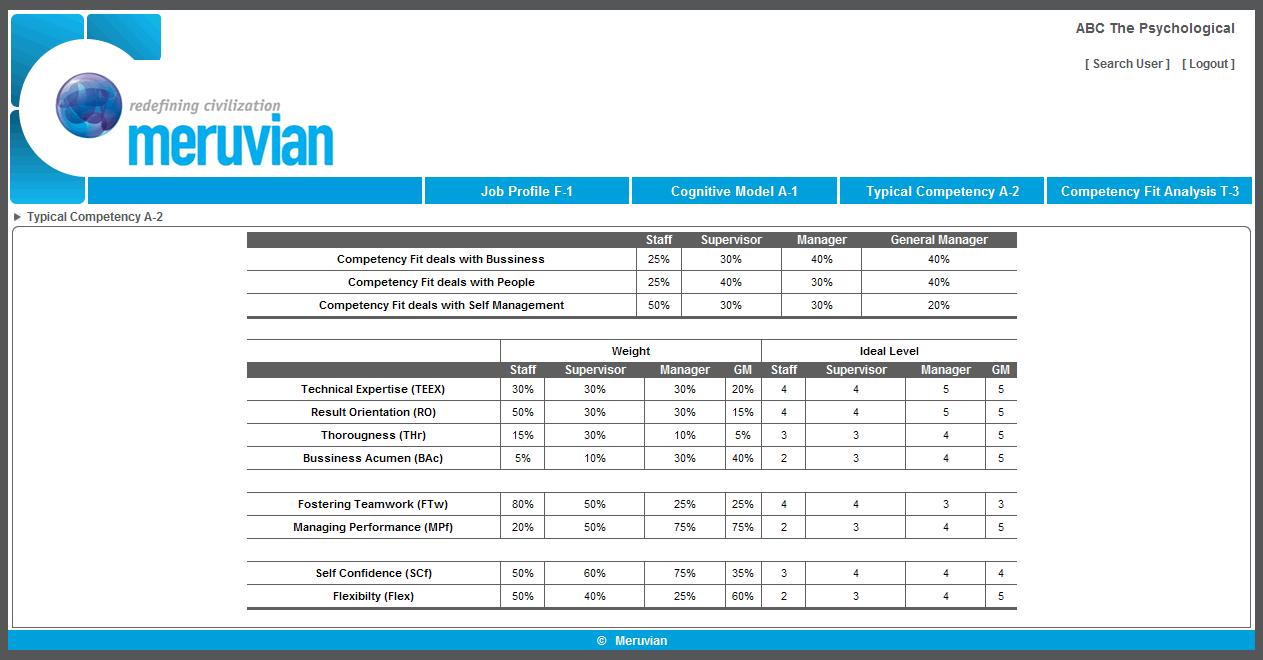 ABC The Psychological
[ Search User ] [ Logout ]
redefining civilization
meruvian
Job Profile F-1 Cognitive Model A-1 Typical Competency A-2 Competency Fit Analysis T-3
Typical Competency A-2
Staff Supervisor Manager General Manager
Competency Fit deals with Bussiness 25% 30% 40% 40%
Competency Fit deals with People 25% 40% 30% 40%
Competency Fit deals with Self Management 50% 30% 30% 20%
Weight Ideal Level
Staff Supervisor Manager GM Staff Supervisor Manager GM
Technical Expertise (TEEX) 30% 30% 30% 20% 4 4 5 5
Result Orientation (RO) 50% 30% 30% 15% 4 4 5 5
Thorougness (THr) 15% 30% 10% 5% 3 3 4 5
Bussiness Acumen (BAc) 5% 10% 30% 40% 2 3 4 5
Fostering Teamwork (FTw) 80% 50% 25% 25% 4 4 3 3
Managing Performance (MPf) 20% 50% 75% 75% 2 3 4 5
Self Confidence (SCf) 50% 60% 75% 35% 3 4 4 4
Flexibilty (Flex) 50% 40% 25% 60% 2 3 4 5
© Meruvian